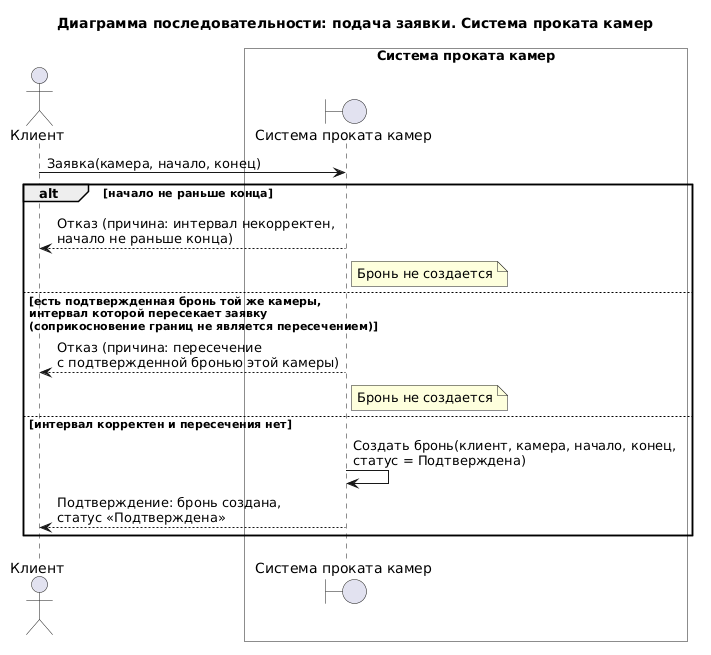 Диаграмма последовательности: подача заявки. Система проката камер
Система проката камер
Клиент
Система проката камер
Заявка(камера, начало, конец)
alt
[начало не раньше конца]
Отказ (причина: интервал некорректен,
начало не раньше конца)
Бронь не создается
[есть подтвержденная бронь той же камеры,
интервал которой пересекает заявку
(соприкосновение границ не является пересечением)]
Отказ (причина: пересечение
с подтвержденной бронью этой камеры)
Бронь не создается
[интервал корректен и пересечения нет]
Создать бронь(клиент, камера, начало, конец,
статус = Подтверждена)
Подтверждение: бронь создана,
статус «Подтверждена»
Клиент
Система проката камер